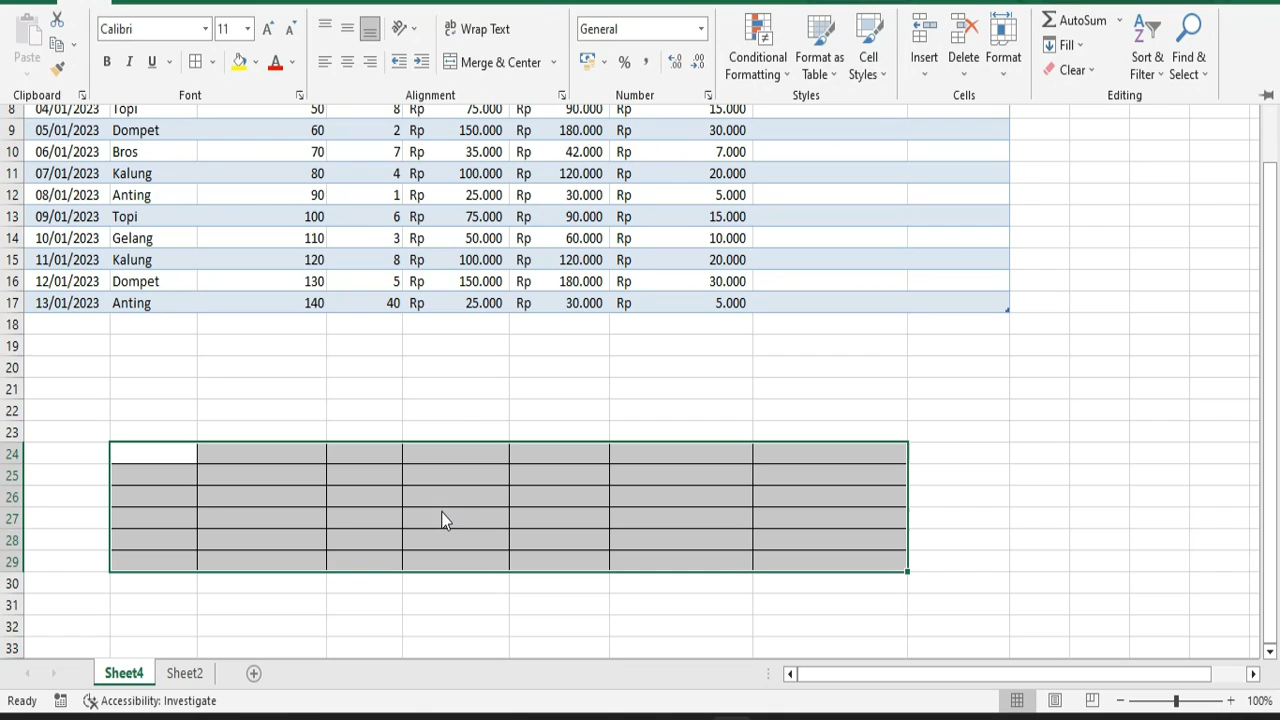 Calibri 11 Wrap Text General AutoSum
Fill
Paste B I U Merge & Center % Conditional Formatting Format as Table Cell Styles Insert Delete Format Clear Sort & Filter Find & Select
Clipboard Font Alignment Number Styles Cells Editing
8 04/01/2023 Topi 50 8 Rp 75.000 Rp 90.000 Rp 15.000
9 05/01/2023 Dompet 60 2 Rp 150.000 Rp 180.000 Rp 30.000
10 06/01/2023 Bros 70 7 Rp 35.000 Rp 42.000 Rp 7.000
11 07/01/2023 Kalung 80 4 Rp 100.000 Rp 120.000 Rp 20.000
12 08/01/2023 Anting 90 1 Rp 25.000 Rp 30.000 Rp 5.000
13 09/01/2023 Topi 100 6 Rp 75.000 Rp 90.000 Rp 15.000
14 10/01/2023 Gelang 110 3 Rp 50.000 Rp 60.000 Rp 10.000
15 11/01/2023 Kalung 120 8 Rp 100.000 Rp 120.000 Rp 20.000
16 12/01/2023 Dompet 130 5 Rp 150.000 Rp 180.000 Rp 30.000
17 13/01/2023 Anting 140 40 Rp 25.000 Rp 30.000 Rp 5.000
18
19
20
21
22
23
24
25
26
27
28
29
30
31
32
33
Sheet4 Sheet2
Ready Accessibility: Investigate 100%